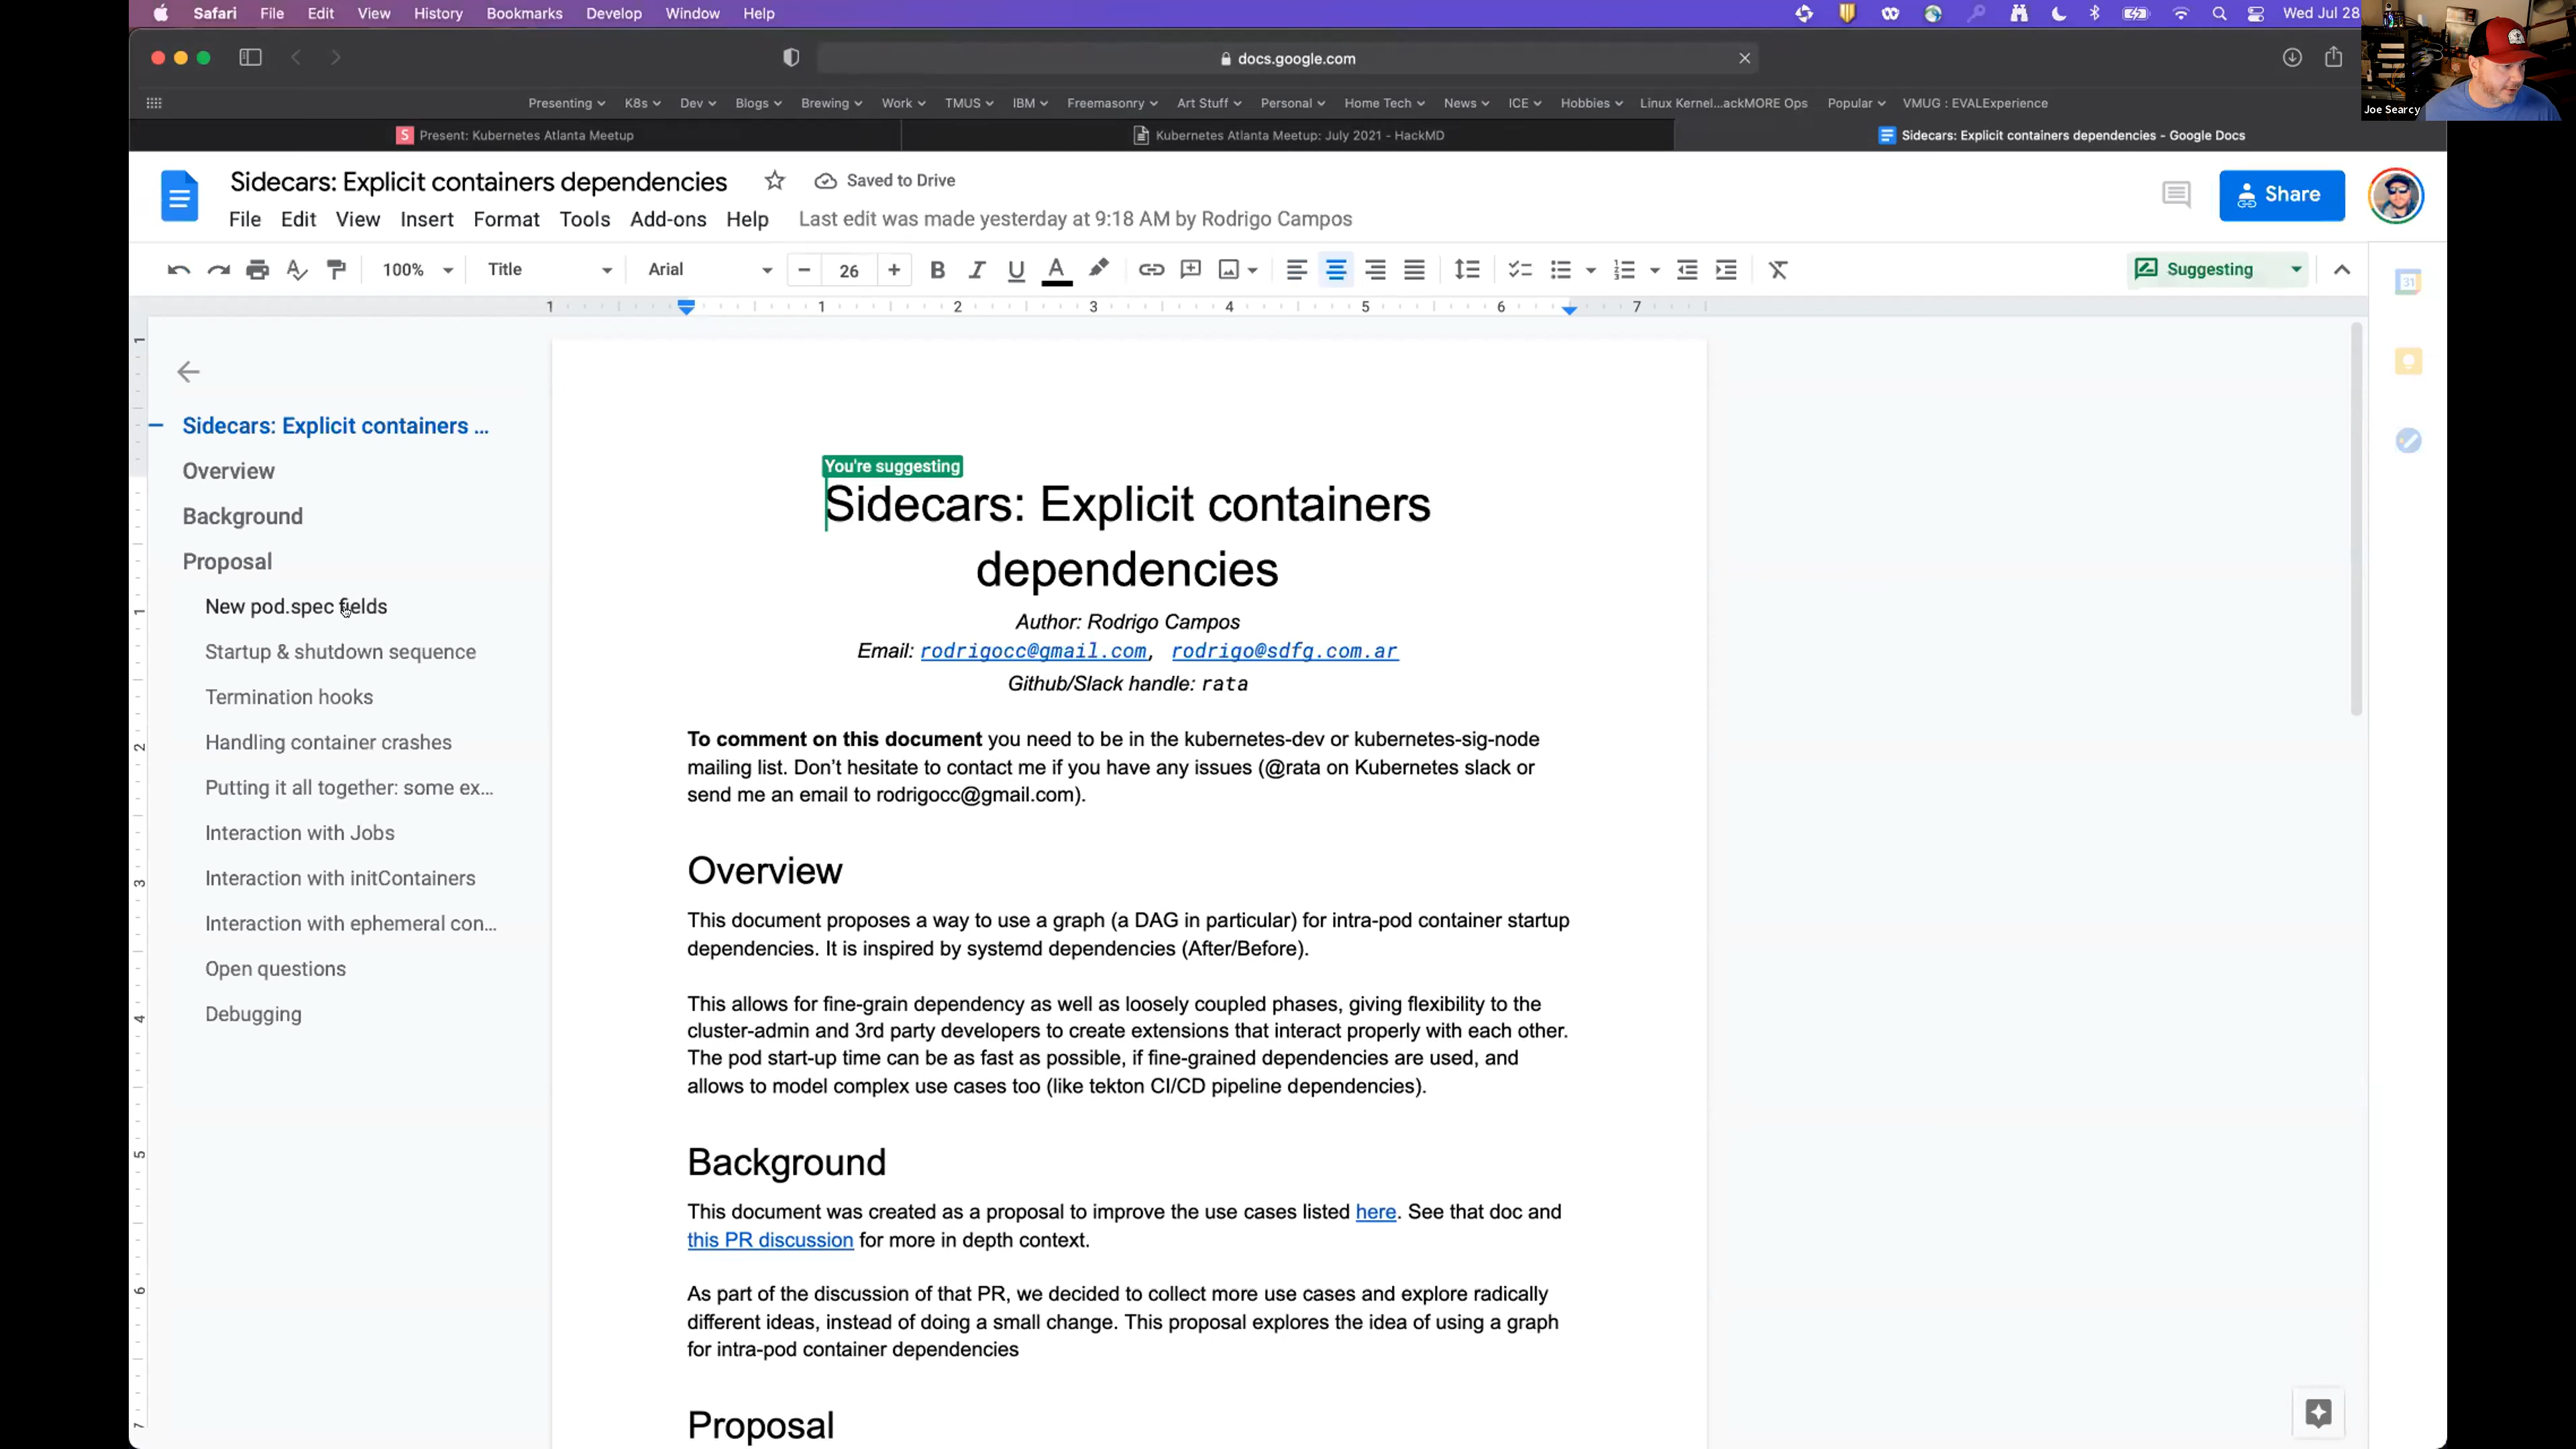 Safari File Edit View History Bookmarks Develop Window Help Wed Jul 28
docs.google.com
Presenting K8s Dev Blogs Brewing Work TMUS IBM Freemasonry Art Stuff Personal Home Tech News ICE Hobbies Linux Kernel...ackMORE Ops Popular VMUG : EVALExperience
Joe Searcy
S Present: Kubernetes Atlanta Meetup Kubernetes Atlanta Meetup: July 2021 - HackMD Sidecars: Explicit containers dependencies - Google Docs
Sidecars: Explicit containers dependencies Saved to Drive
File Edit View Insert Format Tools Add-ons Help Last edit was made yesterday at 9:18 AM by Rodrigo Campos
Share
100% Title Arial 26 B I U A Suggesting
1 1 2 3 4 5 6 7
31
Sidecars: Explicit containers ...
Overview
Background
Proposal
New pod.spec fields
Startup & shutdown sequence
Termination hooks
Handling container crashes
Putting it all together: some ex...
Interaction with Jobs
Interaction with initContainers
Interaction with ephemeral con...
Open questions
Debugging
1
1
2
3
4
5
6
7
You're suggesting
Sidecars: Explicit containers
dependencies
Author: Rodrigo Campos
Email: rodrigocc@gmail.com, rodrigo@sdfg.com.ar
Github/Slack handle: rata
To comment on this document you need to be in the kubernetes-dev or kubernetes-sig-node
mailing list. Don’t hesitate to contact me if you have any issues (@rata on Kubernetes slack or
send me an email to rodrigocc@gmail.com).
Overview
This document proposes a way to use a graph (a DAG in particular) for intra-pod container startup
dependencies. It is inspired by systemd dependencies (After/Before).
This allows for fine-grain dependency as well as loosely coupled phases, giving flexibility to the
cluster-admin and 3rd party developers to create extensions that interact properly with each other.
The pod start-up time can be as fast as possible, if fine-grained dependencies are used, and
allows to model complex use cases too (like tekton CI/CD pipeline dependencies).
Background
This document was created as a proposal to improve the use cases listed here. See that doc and
this PR discussion for more in depth context.
As part of the discussion of that PR, we decided to collect more use cases and explore radically
different ideas, instead of doing a small change. This proposal explores the idea of using a graph
for intra-pod container dependencies
Proposal